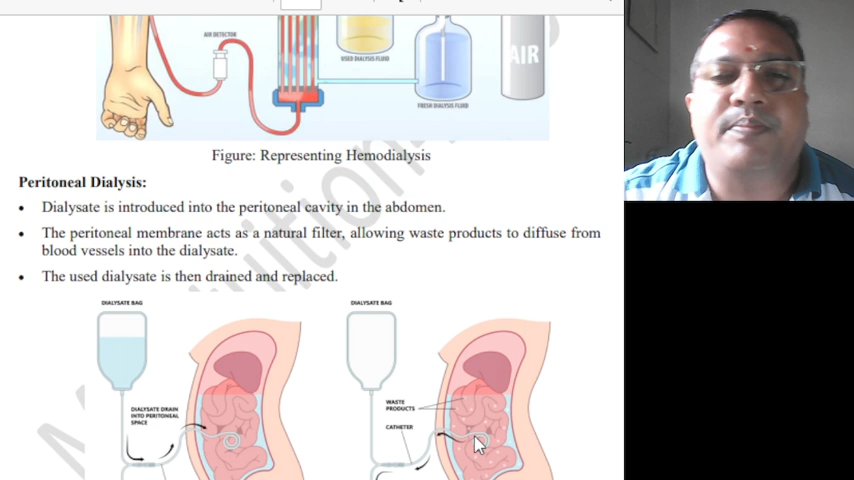 AIR DETECTOR
USED DIALYSIS FLUID
AIR
FRESH DIALYSIS FLUID
Figure: Representing Hemodialysis
Peritoneal Dialysis:
• Dialysate is introduced into the peritoneal cavity in the abdomen.
• The peritoneal membrane acts as a natural filter, allowing waste products to diffuse from
blood vessels into the dialysate.
• The used dialysate is then drained and replaced.
DIALYSATE BAG
DIALYSATE BAG
DIALYSATE DRAIN
INTO PERITONEAL
SPACE
WASTE
PRODUCTS
CATHETER